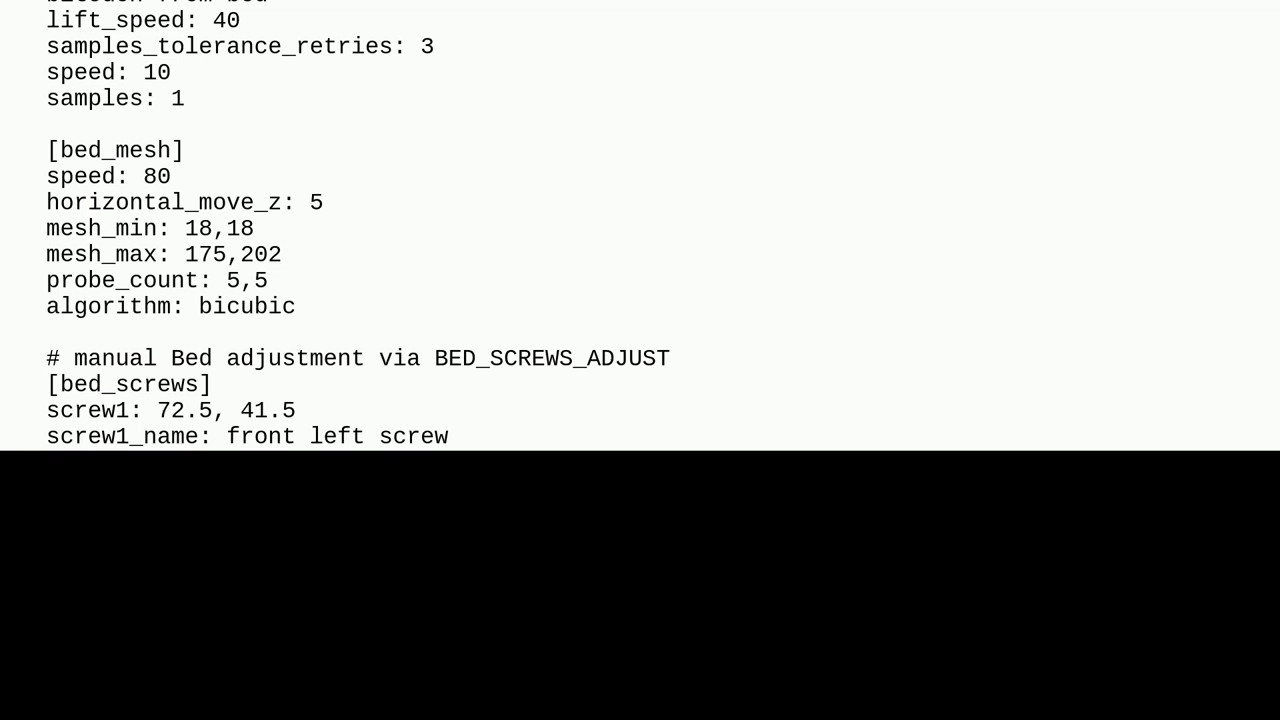 lift_speed: 40
samples_tolerance_retries: 3
speed: 10
samples: 1

[bed_mesh]
speed: 80
horizontal_move_z: 5
mesh_min: 18,18
mesh_max: 175,202
probe_count: 5,5
algorithm: bicubic

# manual Bed adjustment via BED_SCREWS_ADJUST
[bed_screws]
screw1: 72.5, 41.5
screw1_name: front left screw